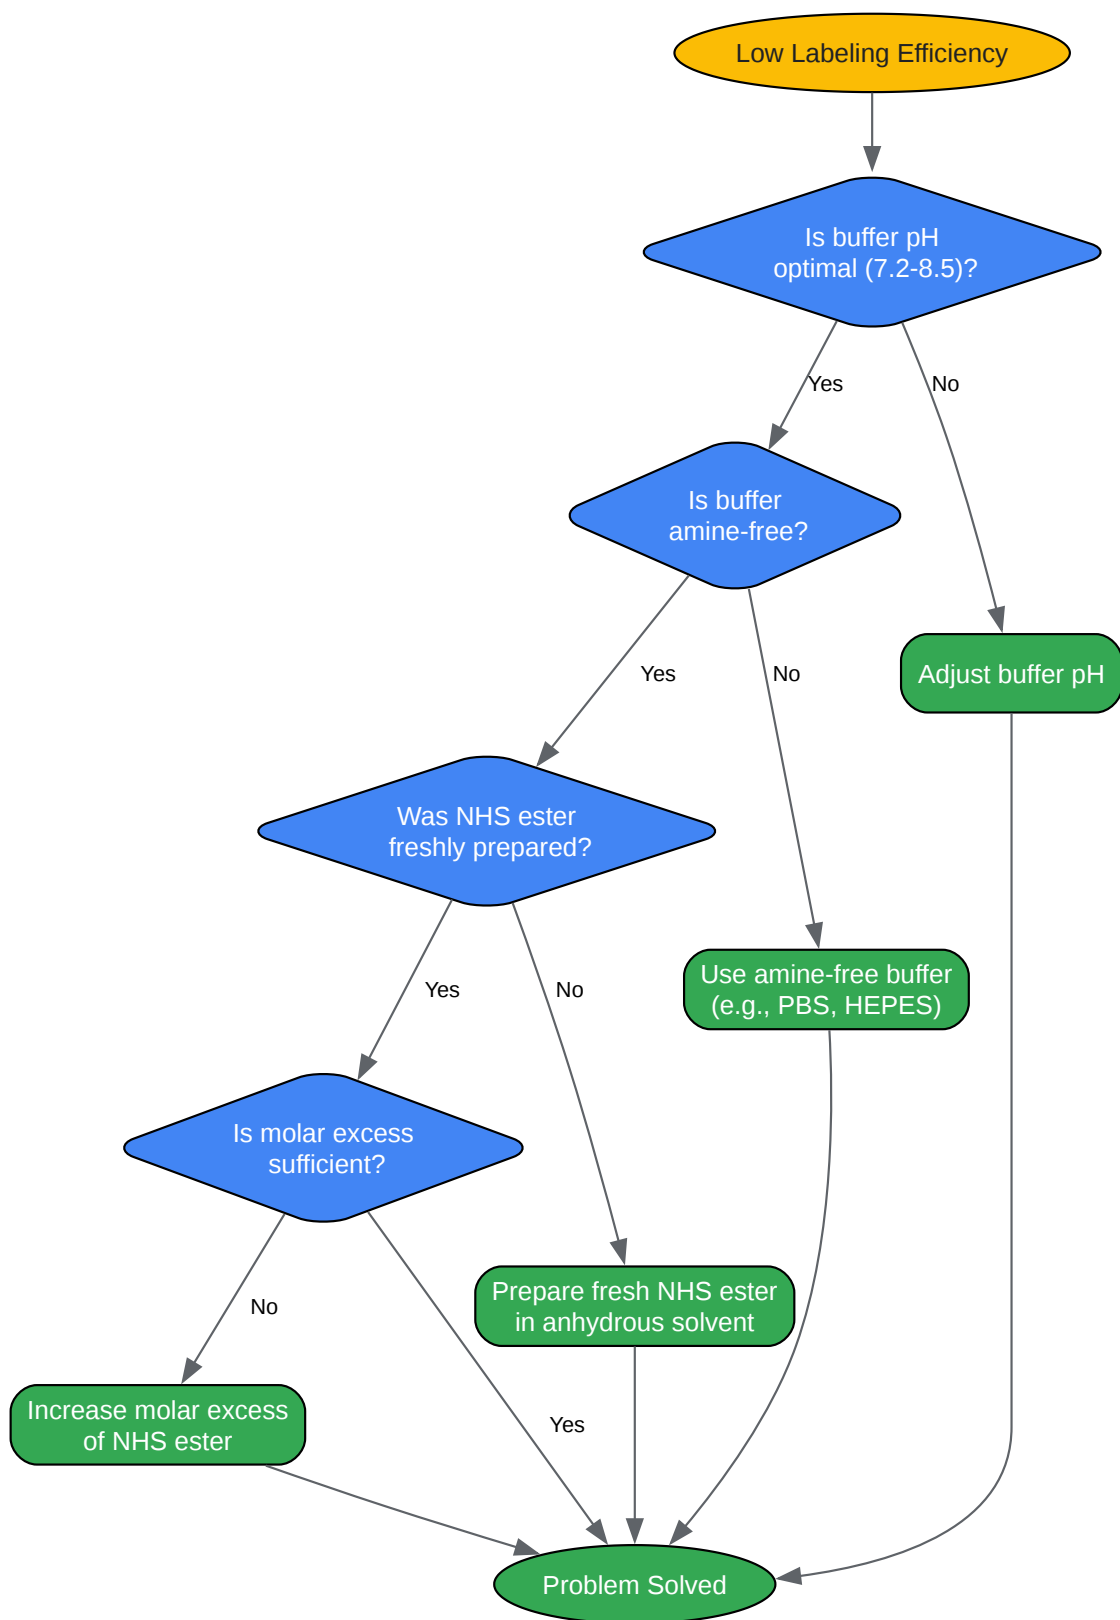 Low Labeling Efficiency
Is buffer pH
optimal (7.2-8.5)?
Yes
No
Is buffer
amine-free?
Yes
No
Adjust buffer pH
Was NHS ester
freshly prepared?
Yes
No
Use amine-free buffer
(e.g., PBS, HEPES)
Is molar excess
sufficient?
No
Yes
Prepare fresh NHS ester
in anhydrous solvent
Increase molar excess
of NHS ester
Problem Solved